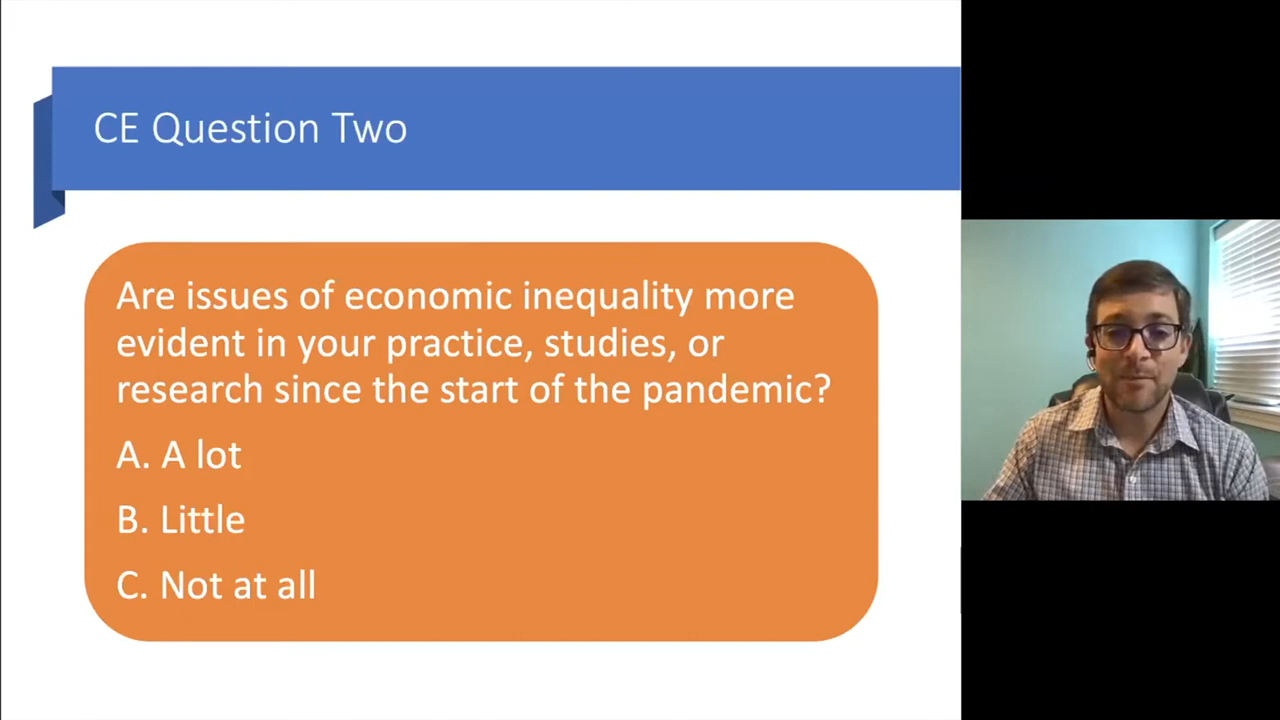 CE Question Two
Are issues of economic inequality more
evident in your practice, studies, or
research since the start of the pandemic?
A. A lot
B. Little
C. Not at all